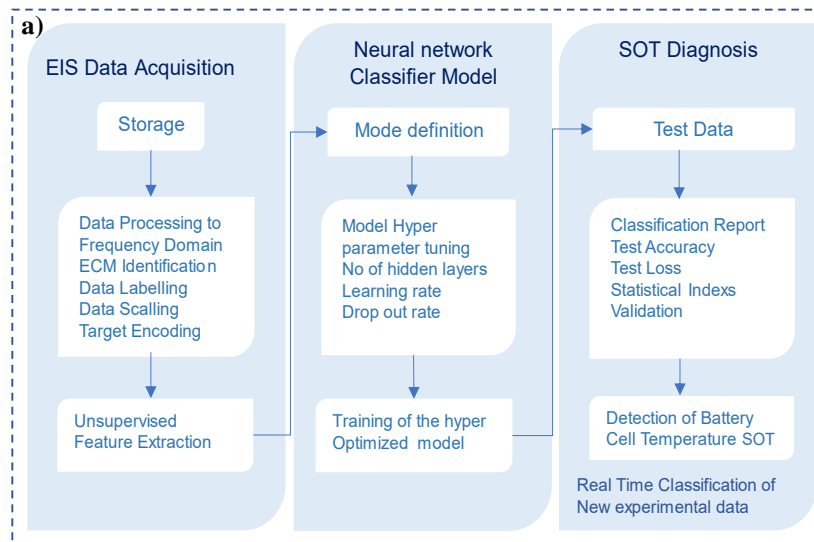 a)
EIS Data Acquisition
Storage
Data Processing to
Frequency Domain
ECM Identification
Data Labelling
Data Scalling
Target Encoding
Unsupervised
Feature Extraction
Neural network
Classifier Model
Mode definition
Model Hyper
parameter tuning
No of hidden layers
Learning rate
Drop out rate
Training of the hyper
Optimized model
SOT Diagnosis
Test Data
Classification Report
Test Accuracy
Test Loss
Statistical Indexs
Validation
Detection of Battery
Cell Temperature SOT
Real Time Classification of
New experimental data